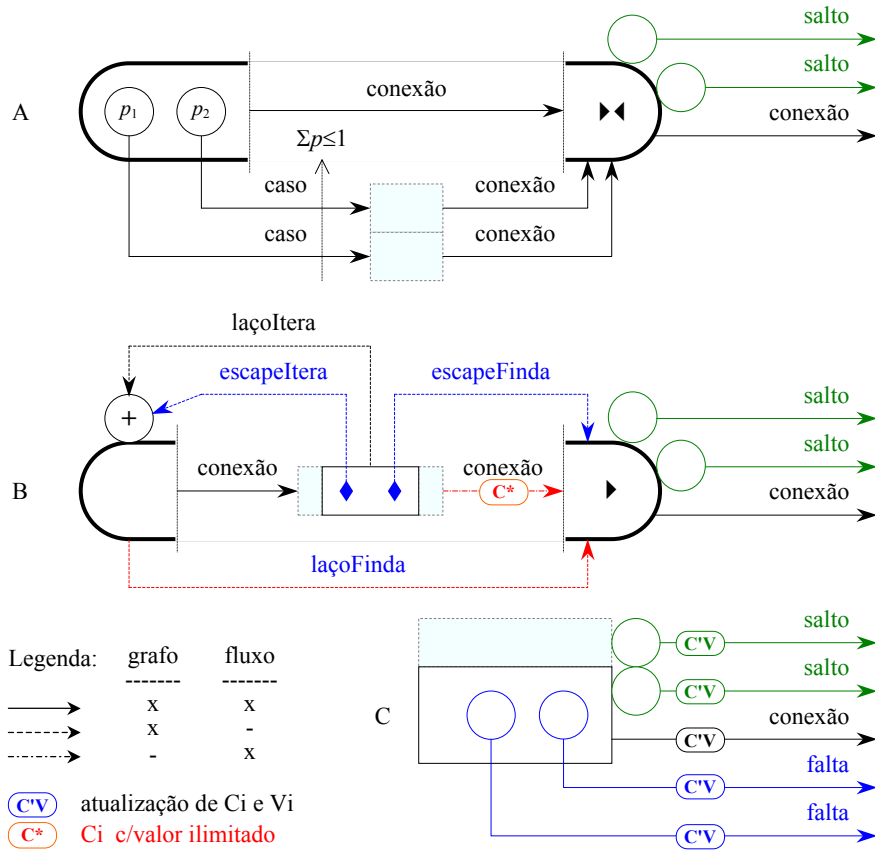 salto
salto
conexão
conexão
A
p1
p2
Σp≤1
caso
conexão
caso
conexão
laçoItera
escapeItera
escapeFinda
salto
+
salto
conexão
conexão
conexão
B
C*
laçoFinda
salto
C'V
Legenda:
grafo
fluxo
-------
-------
salto
C'V
x
x
C
conexão
C'V
x
-
-
x
falta
C'V
C'V
atualização de Ci e Vi
falta
C'V
C*
Ci c/valor ilimitado